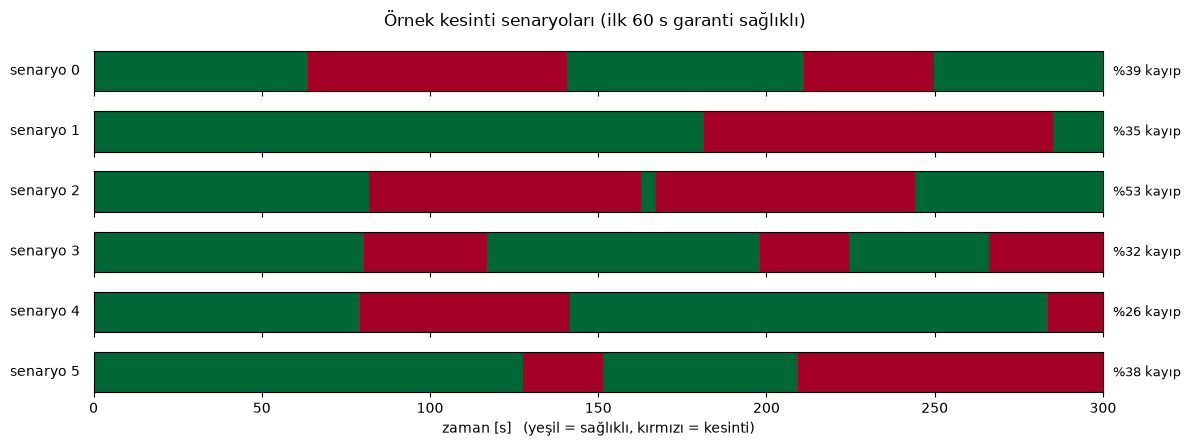 Örnek kesinti senaryoları (ilk 60 s garanti sağlıklı)
senaryo 0 %39 kayıp
senaryo 1 %35 kayıp
senaryo 2 %53 kayıp
senaryo 3 %32 kayıp
senaryo 4 %26 kayıp
senaryo 5 %38 kayıp
0 50 100 150 200 250 300
zaman [s] (yeşil = sağlıklı, kırmızı = kesinti)